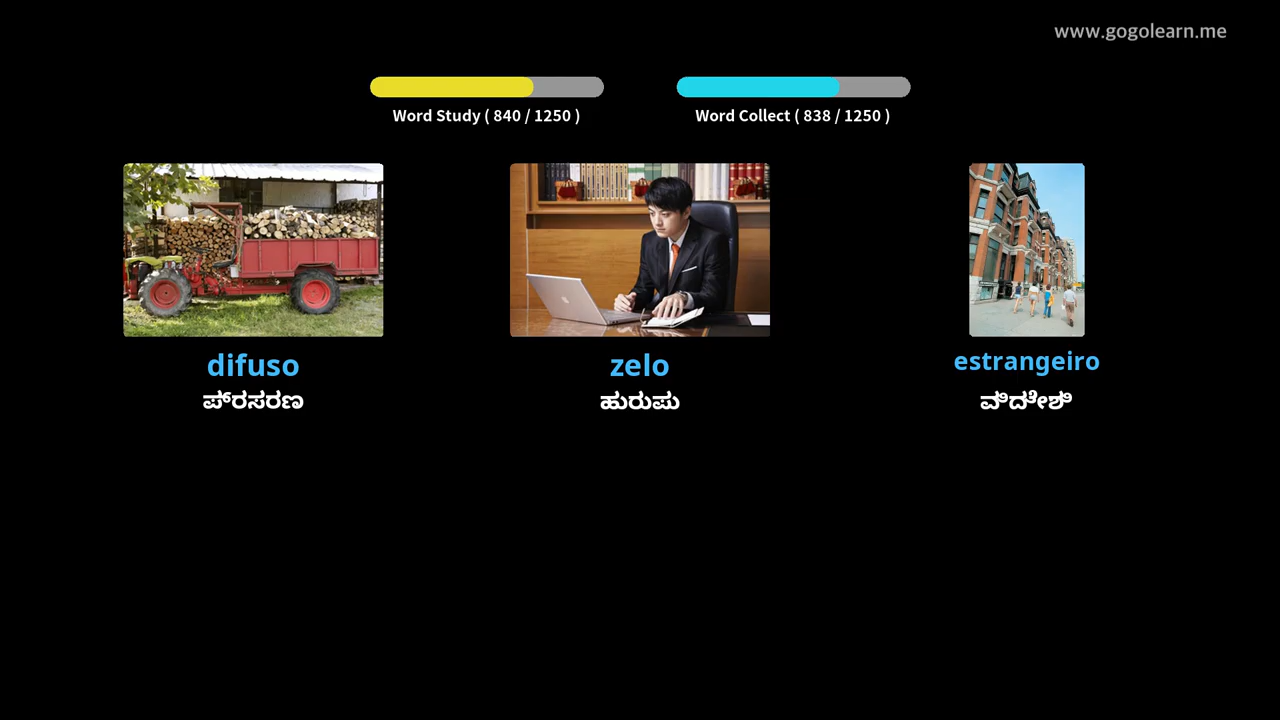 www.gogolearn.me
Word Study ( 840 / 1250 )
Word Collect ( 838 / 1250 )
difuso
zelo
estrangeiro
ಪ್ರಸರಣ
ಹುರುಪು
ವಿದೇಶಿ